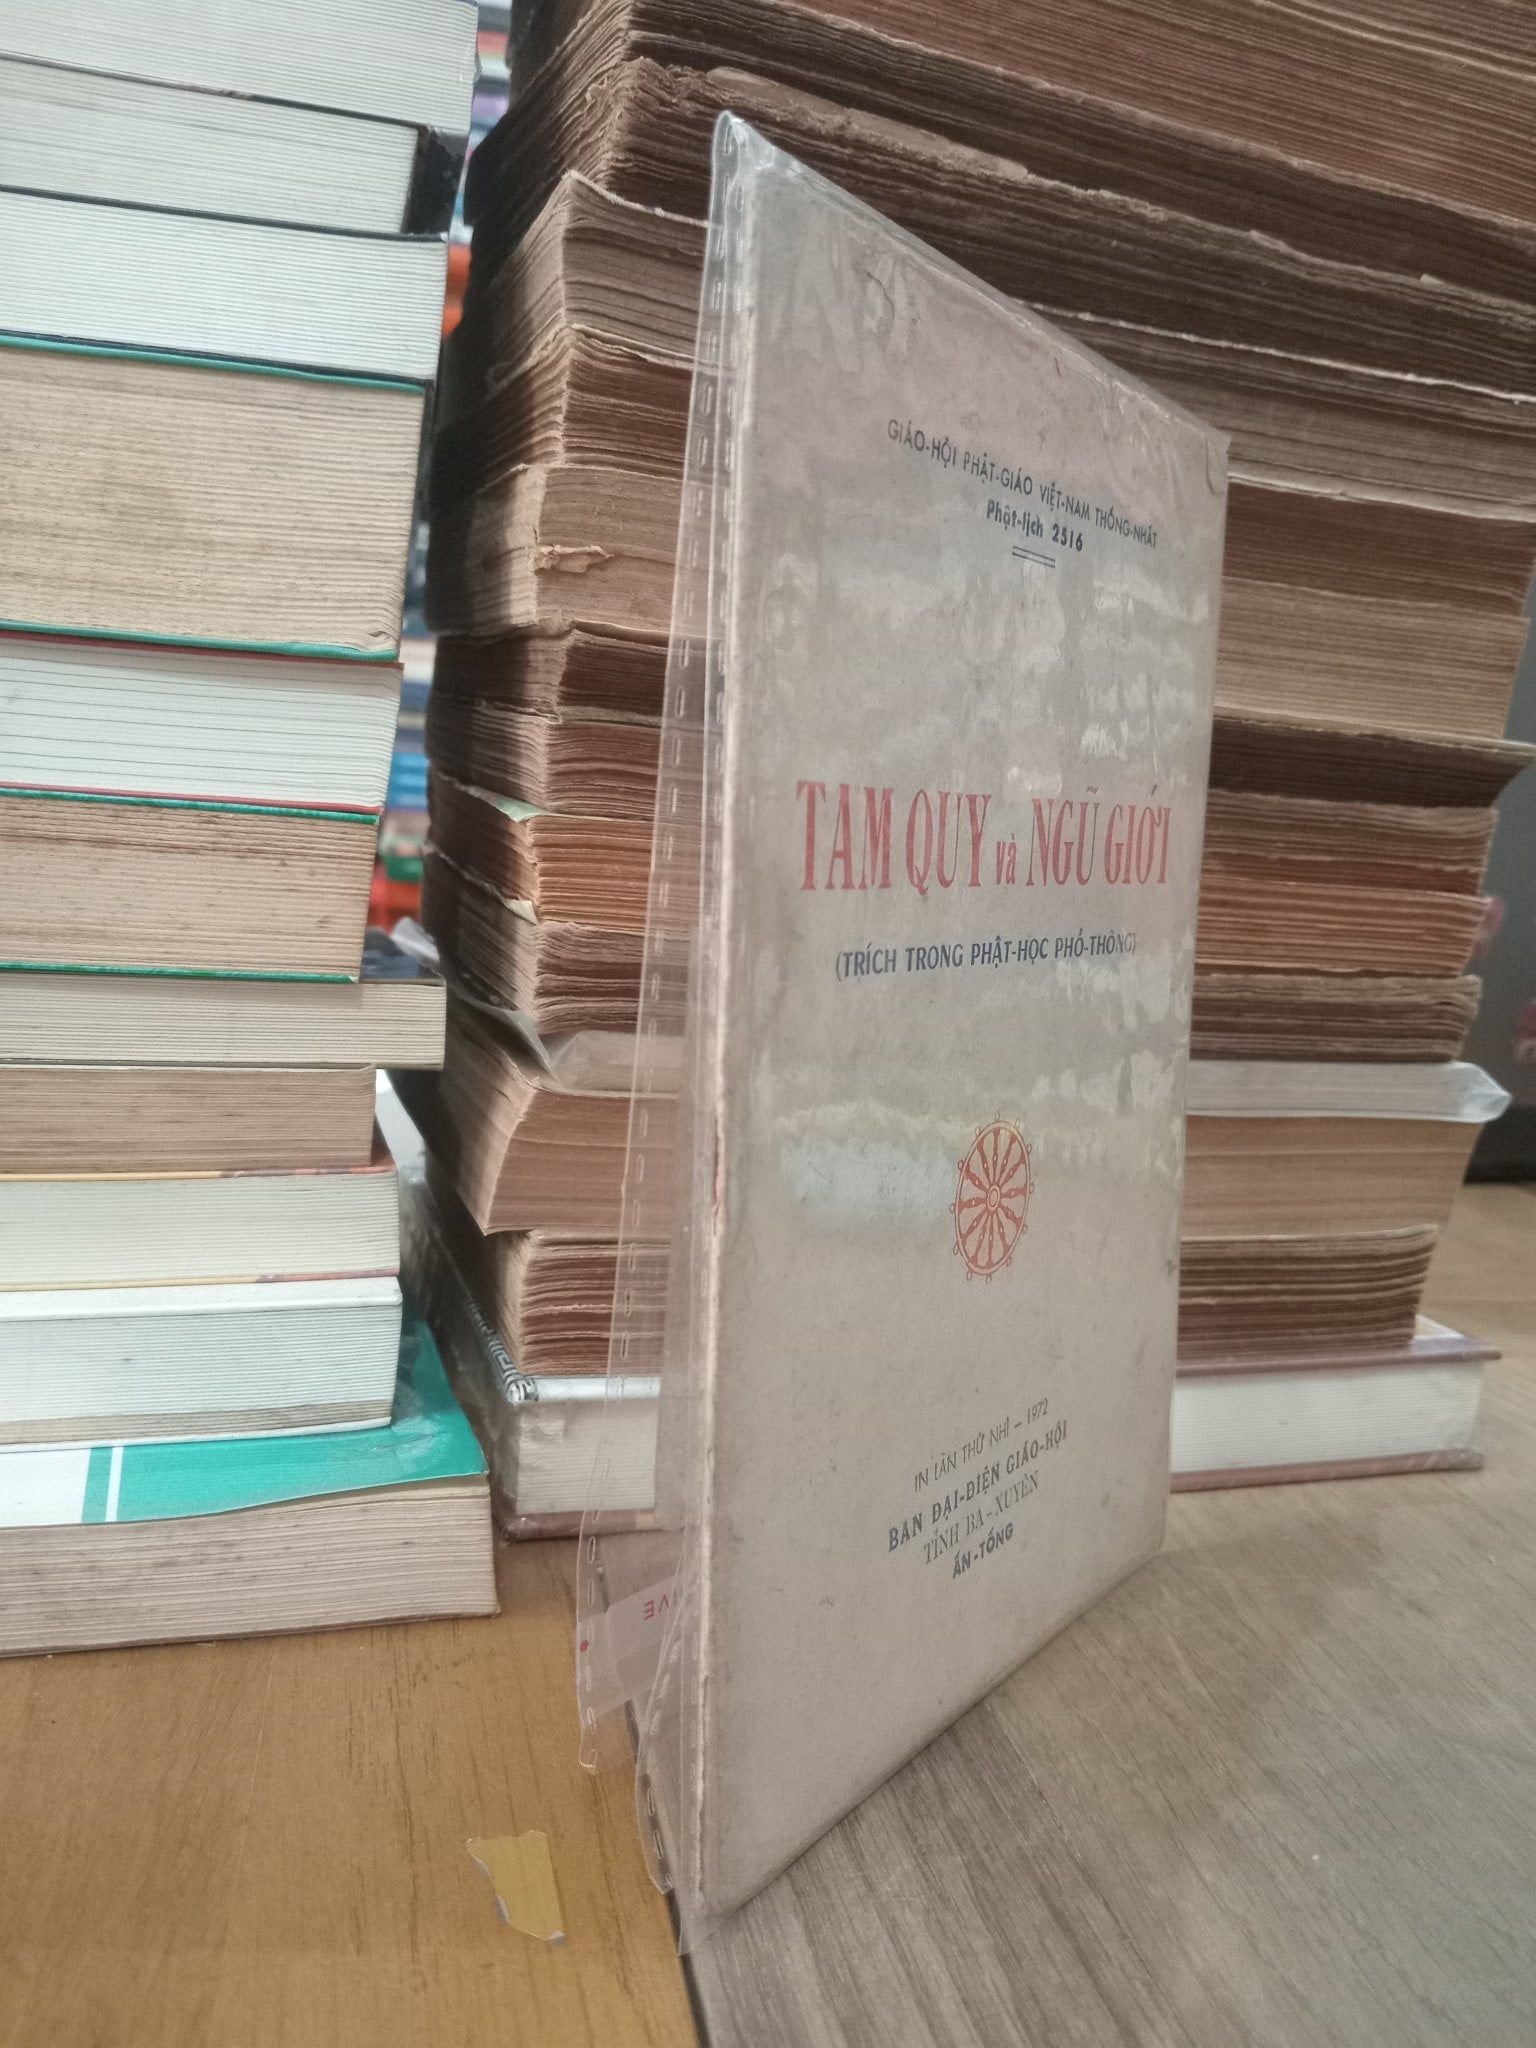 GIÁO-HỘI PHẬT-GIÁO VIỆT-NAM THỐNG-NHẤT
Phật-lịch 2516
TAM QUY và NGŨ GIỚI
(TRÍCH TRONG PHẬT-HỌC PHỔ-THÔNG)
IN LẦN THỨ NHÌ — 1972
BAN ĐẠI-DIỆN GIÁO-HỘI
TỈNH BA-XUYÊN
ẤN-TỐNG